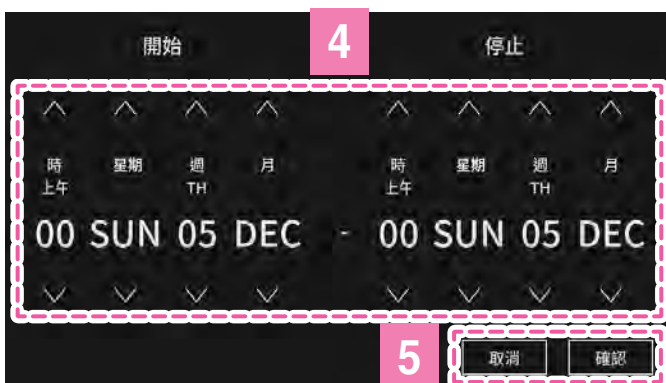 開始 4 停止
時 星期 週 月 時 星期 週 月
上午 TH 上午 TH
00 SUN 05 DEC - 00 SUN 05 DEC
5 取消 確認